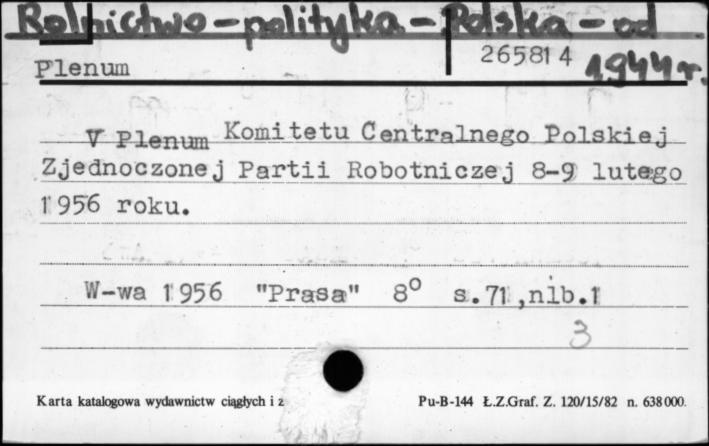 Rolnictwo - polityka - Polska - od
1944 r.
265814
Plenum
V Plenum Komitetu Centralnego Polskiej
Zjednoczonej Partii Robotniczej 8-9 lutego
1956 roku.
W-wa 1956 "Prasa" 8° s.71,nlb.1
3
Karta katalogowa wydawnictw ciągłych i z
Pu-B-144 Ł.Z.Graf. Z. 120/15/82 n. 638000.